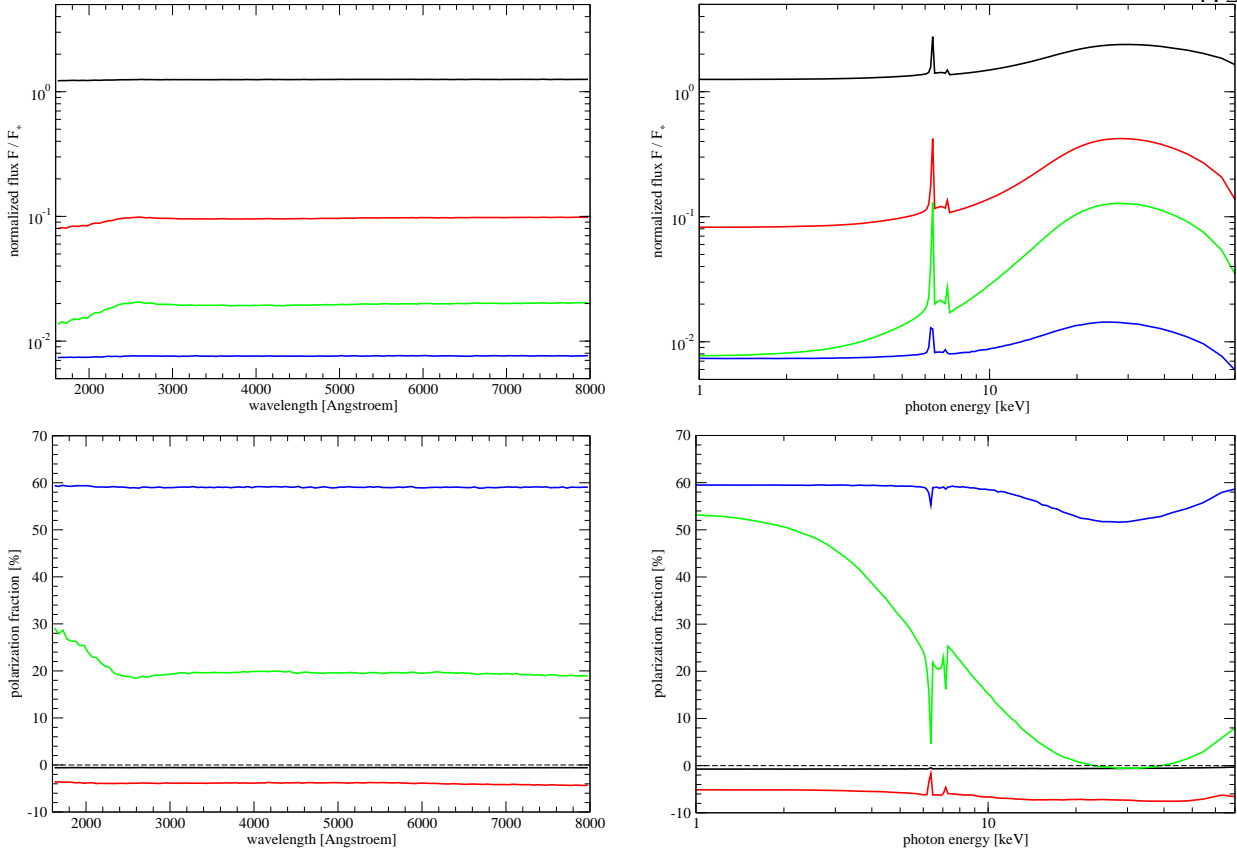 normalized flux F / F*
10^0
10^-1
10^-2
2000 3000 4000 5000 6000 7000 8000
wavelength [Angstroem]
normalized flux F / F*
10^0
10^-1
10^-2
1 10
photon energy [keV]
polarization fraction [%]
70
60
50
40
30
20
10
0
-10
2000 3000 4000 5000 6000 7000 8000
wavelength [Angstroem]
polarization fraction [%]
70
60
50
40
30
20
10
0
-10
1 10
photon energy [keV]